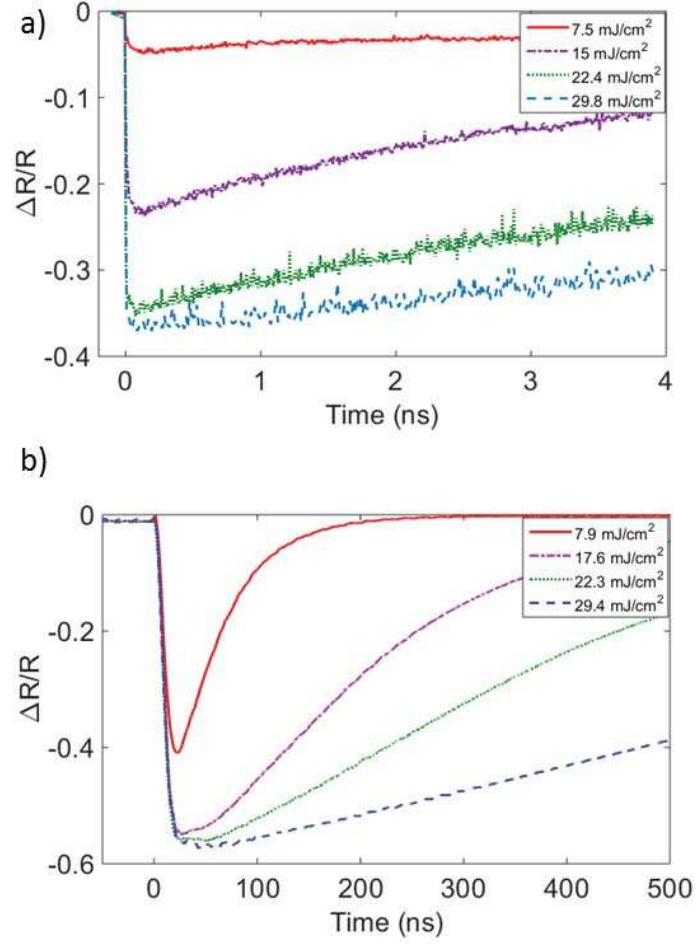 a)
0
-0.1
-0.2
-0.3
-0.4
ΔR/R
0 1 2 3 4
Time (ns)
7.5 mJ/cm²
15 mJ/cm²
22.4 mJ/cm²
29.8 mJ/cm²
b)
0
-0.2
-0.4
-0.6
ΔR/R
0 100 200 300 400 500
Time (ns)
7.9 mJ/cm²
17.6 mJ/cm²
22.3 mJ/cm²
29.4 mJ/cm²